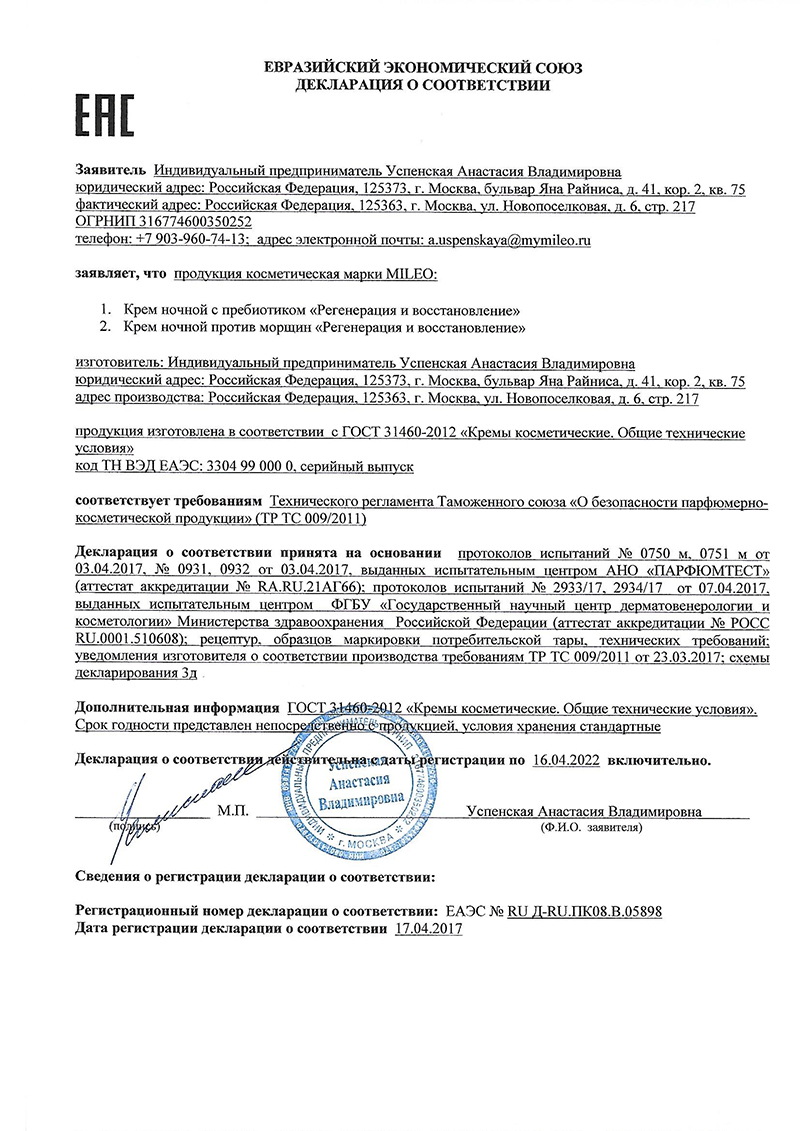 ЕВРАЗИЙСКИЙ ЭКОНОМИЧЕСКИЙ СОЮЗ
ДЕКЛАРАЦИЯ О СООТВЕТСТВИИ
ЕАС
Заявитель Индивидуальный предприниматель Успенская Анастасия Владимировна
юридический адрес: Российская Федерация, 125373, г. Москва, бульвар Яна Райниса, д. 41, кор. 2, кв. 75
фактический адрес: Российская Федерация, 125363, г. Москва, ул. Новопоселковая, д. 6, стр. 217
ОГРНИП 316774600350252
телефон: +7 903-960-74-13; адрес электронной почты: a.uspenskaya@mymileo.ru
заявляет, что продукция косметическая марки MILEO:
1. Крем ночной с пребиотиком «Регенерация и восстановление»
2. Крем ночной против морщин «Регенерация и восстановление»
изготовитель: Индивидуальный предприниматель Успенская Анастасия Владимировна
юридический адрес: Российская Федерация, 125373, г. Москва, бульвар Яна Райниса, д. 41, кор. 2, кв. 75
адрес производства: Российская Федерация, 125363, г. Москва, ул. Новопоселковая, д. 6, стр. 217
продукция изготовлена в соответствии с ГОСТ 31460-2012 «Кремы косметические. Общие технические
условия»
код ТН ВЭД ЕАЭС: 3304 99 000 0, серийный выпуск
соответствует требованиям Технического регламента Таможенного союза «О безопасности парфюмерно-
косметической продукции» (ТР ТС 009/2011)
Декларация о соответствии принята на основании протоколов испытаний № 0750 м, 0751 м от
03.04.2017, № 0931, 0932 от 03.04.2017, выданных испытательным центром АНО «ПАРФЮМТЕСТ»
(аттестат аккредитации № RA.RU.21АГ66); протоколов испытаний № 2933/17, 2934/17 от 07.04.2017,
выданных испытательным центром ФГБУ «Государственный научный центр дерматовенерологии и
косметологии» Министерства здравоохранения Российской Федерации (аттестат аккредитации № РОСС
RU.0001.510608); рецептур, образцов маркировки потребительской тары, технических требований;
уведомления изготовителя о соответствии производства требованиям ТР ТС 009/2011 от 23.03.2017; схемы
декларирования 3д
Дополнительная информация ГОСТ 31460-2012 «Кремы косметические. Общие технические условия».
Срок годности представлен непосредственно с продукцией, условия хранения стандартные
Декларация о соответствии действительна с даты регистрации по 16.04.2022 включительно.
Успенская
Анастасия
Владимировна
ИНДИВИДУАЛЬНЫЙ ПРЕДПРИНИМАТЕЛЬ
г. МОСКВА
(подпись) М.П. Успенская Анастасия Владимировна
(Ф.И.О. заявителя)
Сведения о регистрации декларации о соответствии:
Регистрационный номер декларации о соответствии: ЕАЭС № RU Д-RU.ПК08.В.05898
Дата регистрации декларации о соответствии 17.04.2017